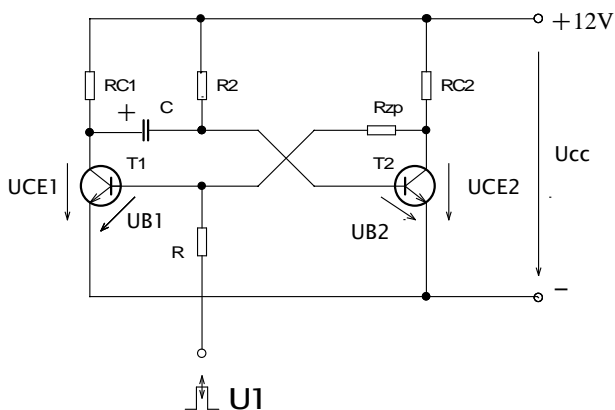 +12V
RC1
R2
RC2
+
C
Rzp
T1
T2
Ucc
UCE1
UCE2
UB1
UB2
R
−
U1